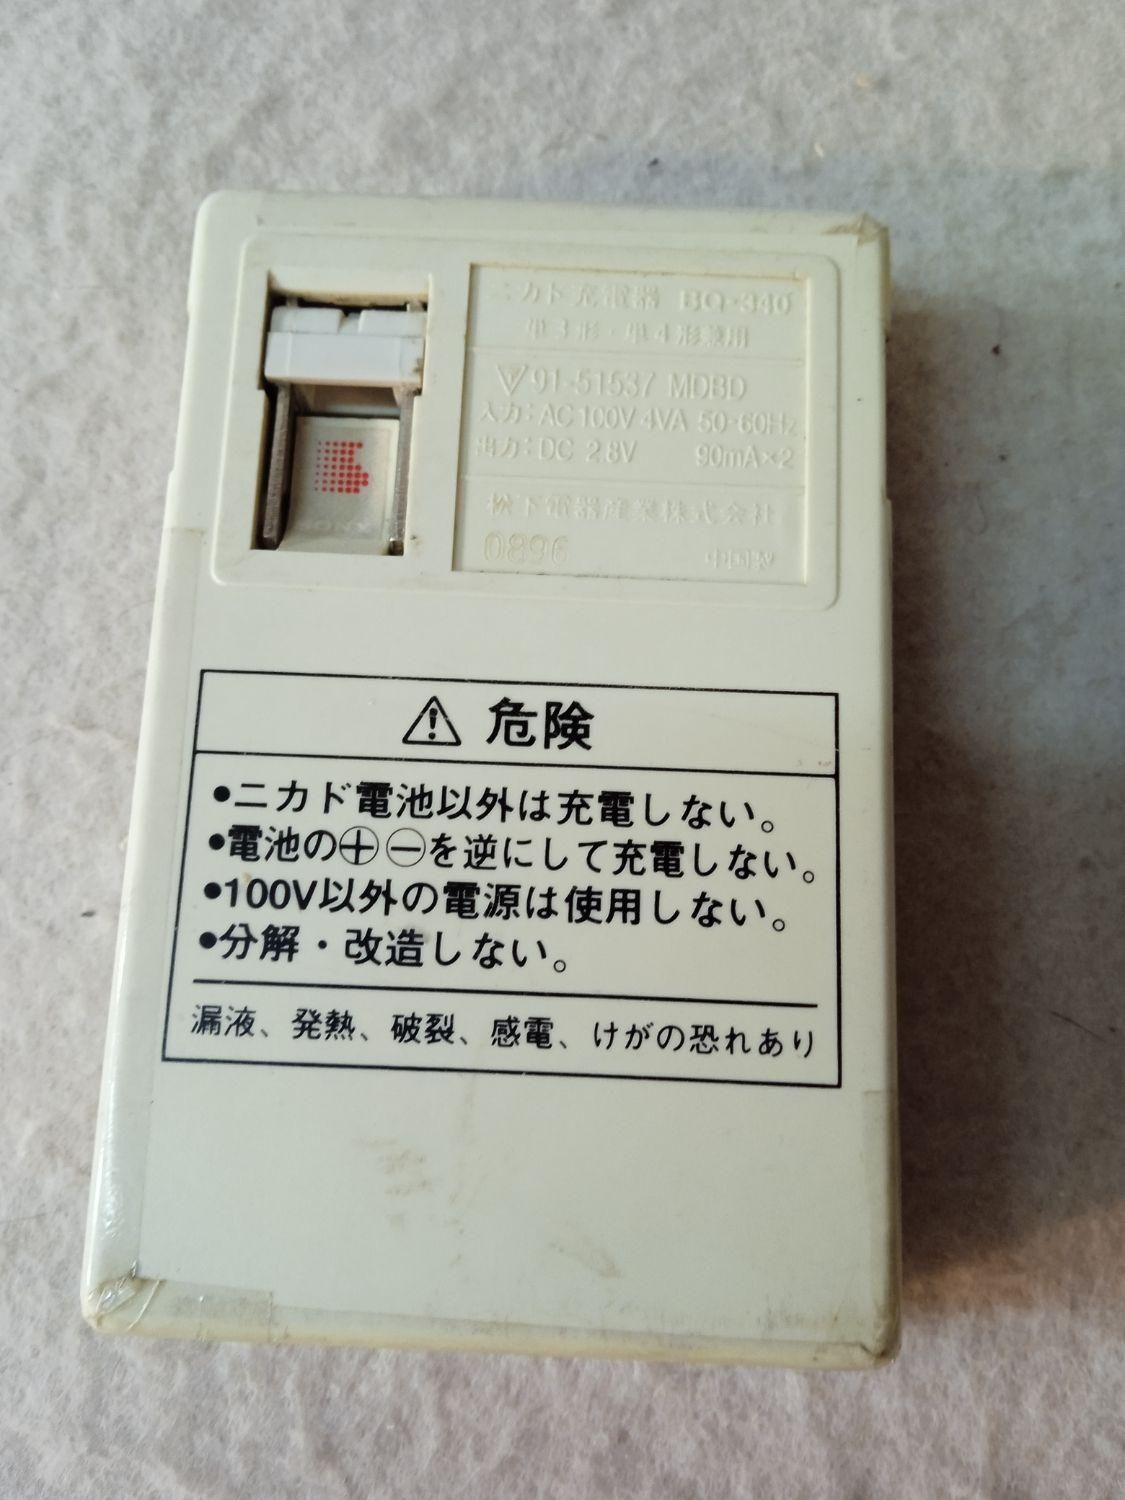 ニカド充電器 BQ-340
単3形・単4形兼用
▽ 91-51537 MDBD
入力：AC100V 4VA 50-60Hz
出力：DC 2.8V 90mA×2
松下電器産業株式会社
0896 中国製
SONY
⚠ 危険
●ニカド電池以外は充電しない。
●電池の⊕⊖を逆にして充電しない。
●100V以外の電源は使用しない。
●分解・改造しない。
漏液、発熱、破裂、感電、けがの恐れあり